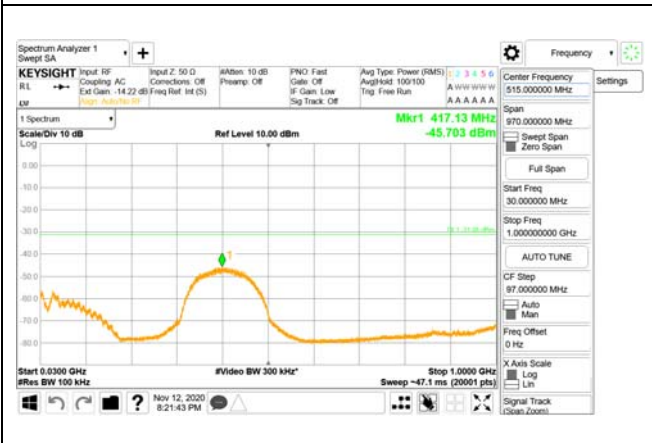 Spectrum Analyzer 1
Swept SA
Frequency
KEYSIGHT
Input: RF
Input Z: 50 Ω
#Atten: 10 dB
PNO: Fast
Avg Type: Power (RMS)
1 2 3 4 5 6
RL
Coupling: AC
Corrections: Off
Preamp: Off
Gate: Off
Avg|Hold: 100/100
A W W W W W
Ext Gain: -14.22 dB
Freq Ref: Int (S)
IF Gain: Low
Trig: Free Run
Align: Auto/No RF
Sig Track: Off
A A A A A A
1 Spectrum
Mkr1 417.13 MHz
Scale/Div 10 dB
Ref Level 10.00 dBm
-45.703 dBm
Log
0.00
-10.0
-20.0
-30.0
-40.0
-50.0
-60.0
-70.0
-80.0
Start 0.0300 GHz
#Video BW 300 kHz*
Stop 1.0000 GHz
#Res BW 100 kHz
Sweep ~47.1 ms (20001 pts)
Nov 12, 2020
8:21:43 PM
Center Frequency
515.000000 MHz
Settings
Span
970.000000 MHz
Swept Span
Zero Span
Full Span
Start Freq
30.000000 MHz
Stop Freq
1.000000000 GHz
AUTO TUNE
CF Step
97.000000 MHz
Auto
Man
Freq Offset
0 Hz
X Axis Scale
Log
Lin
Signal Track
(Span Zoom)